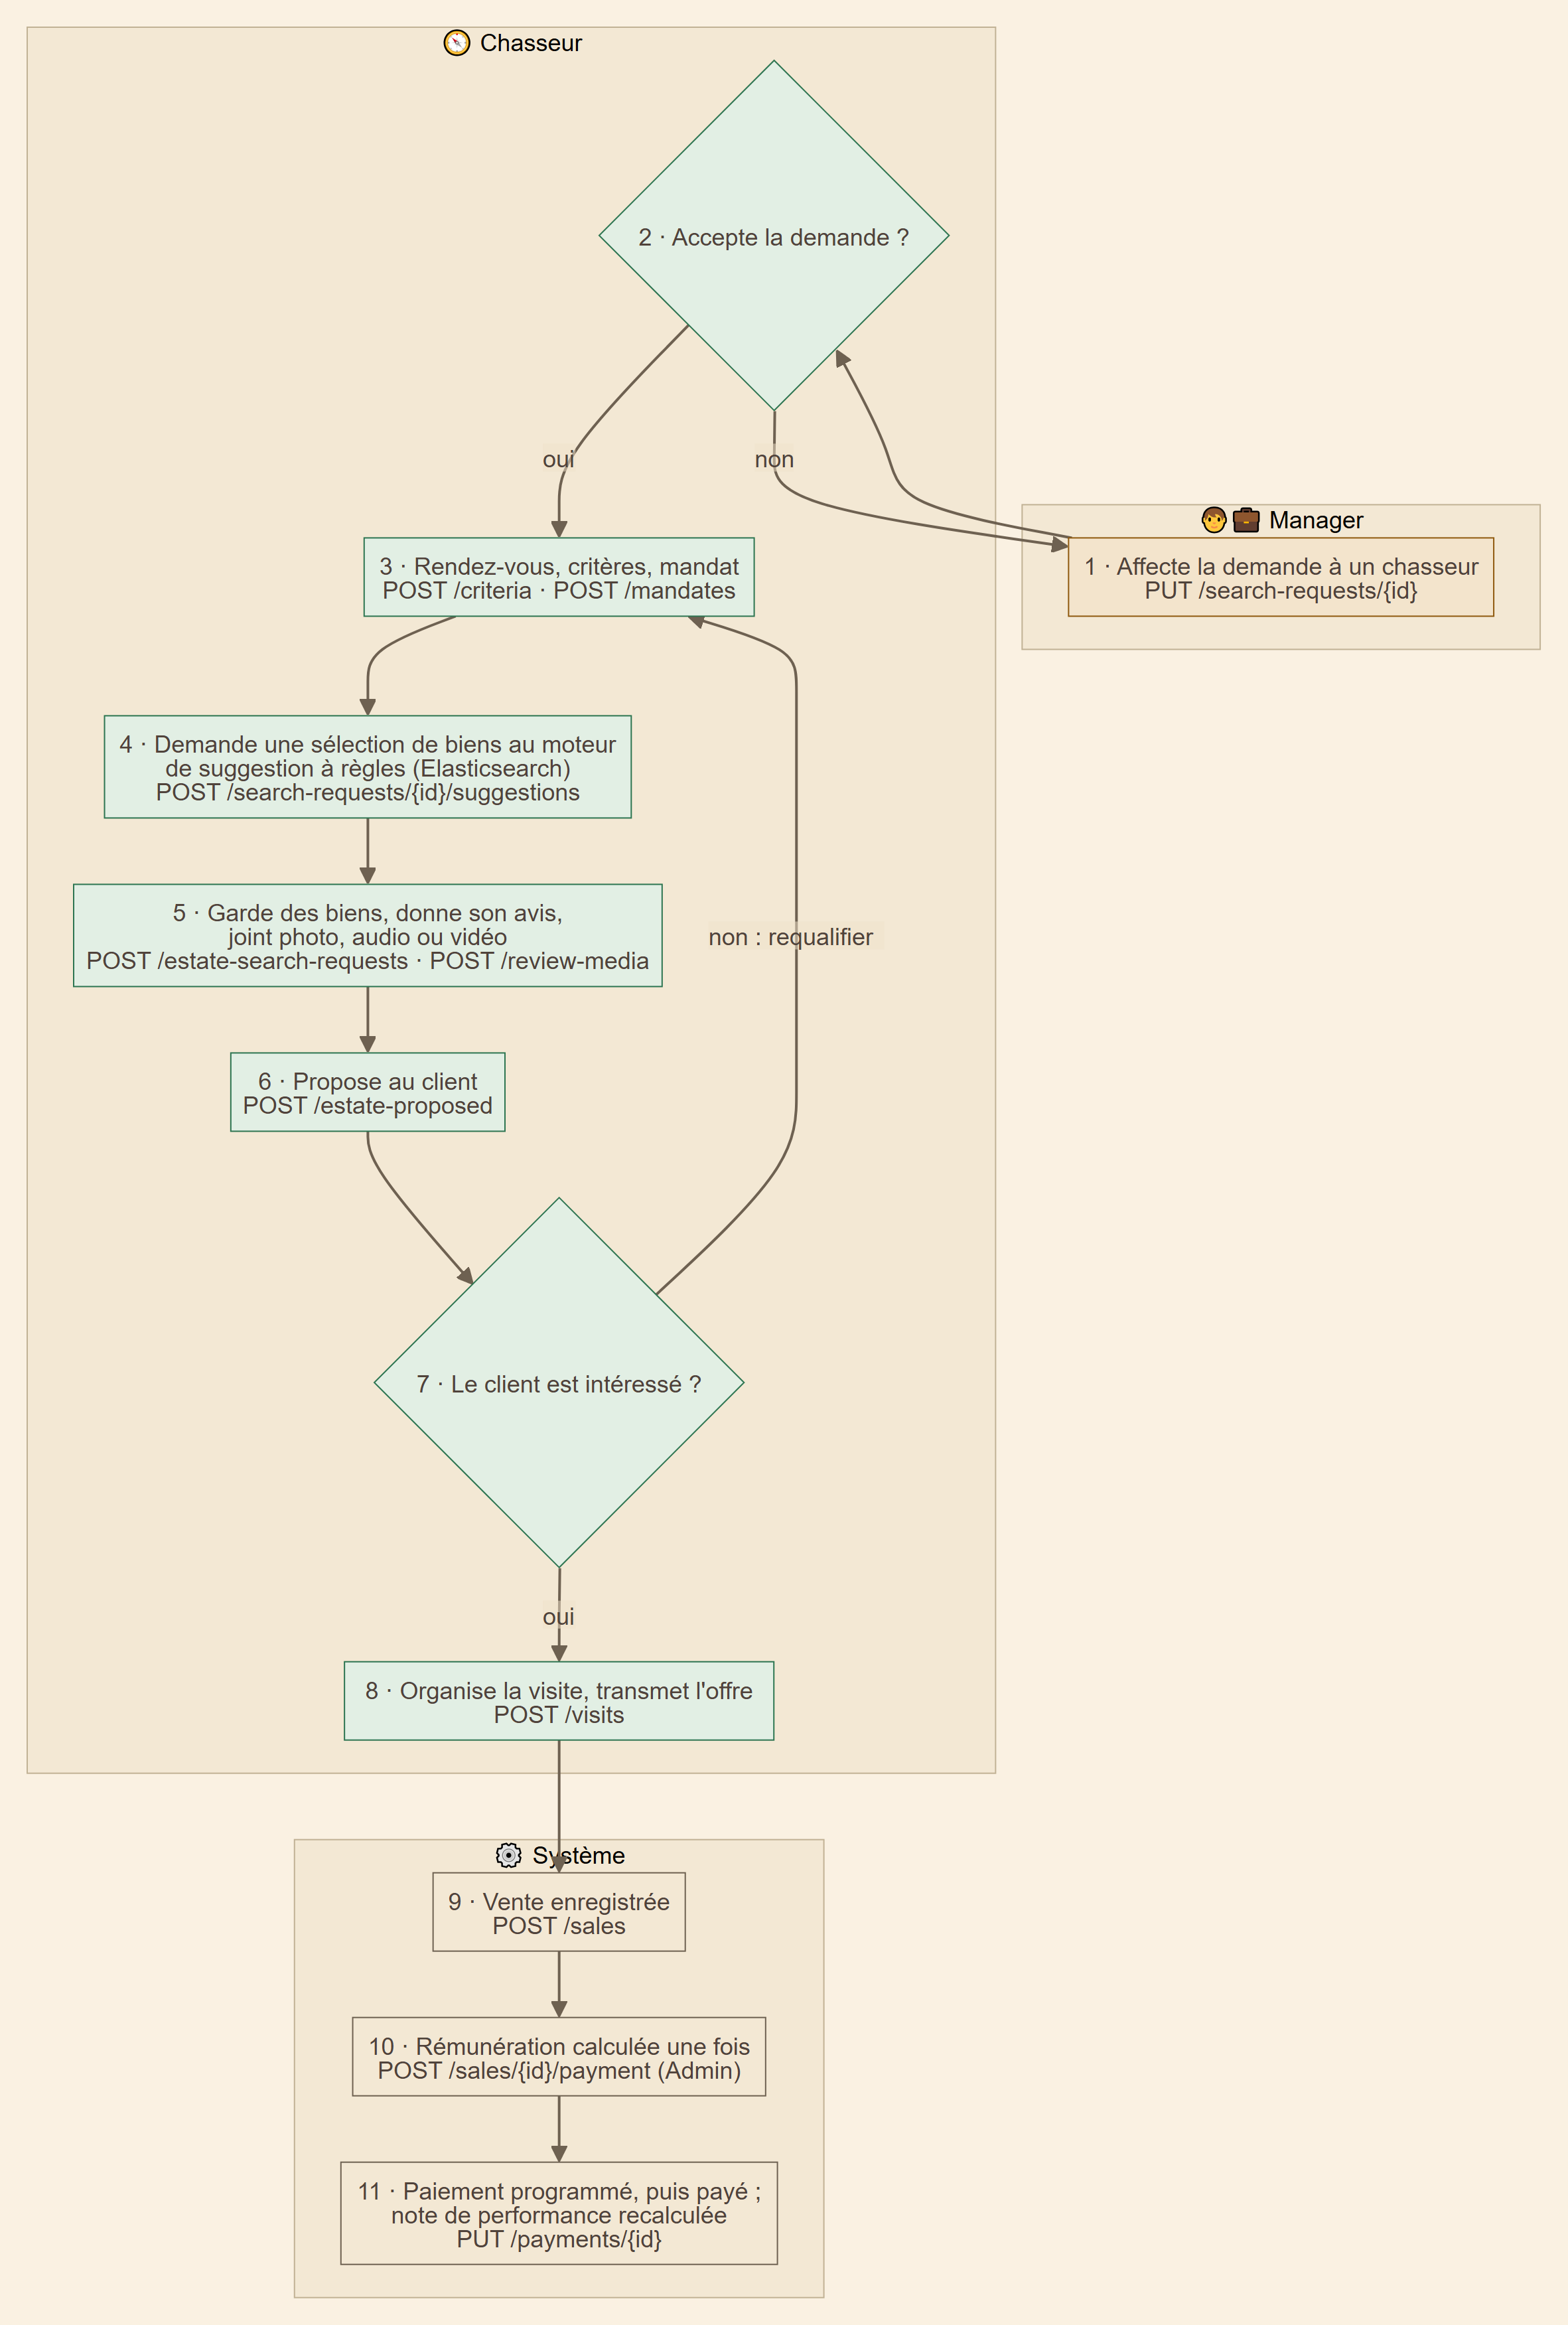 Chasseur
2 · Accepte la demande ?
oui
non
Manager
1 · Affecte la demande à un chasseur
PUT /search-requests/{id}
3 · Rendez-vous, critères, mandat
POST /criteria · POST /mandates
4 · Demande une sélection de biens au moteur
de suggestion à règles (Elasticsearch)
POST /search-requests/{id}/suggestions
5 · Garde des biens, donne son avis,
joint photo, audio ou vidéo
POST /estate-search-requests · POST /review-media
non : requalifier
6 · Propose au client
POST /estate-proposed
7 · Le client est intéressé ?
oui
8 · Organise la visite, transmet l'offre
POST /visits
Système
9 · Vente enregistrée
POST /sales
10 · Rémunération calculée une fois
POST /sales/{id}/payment (Admin)
11 · Paiement programmé, puis payé ;
note de performance recalculée
PUT /payments/{id}